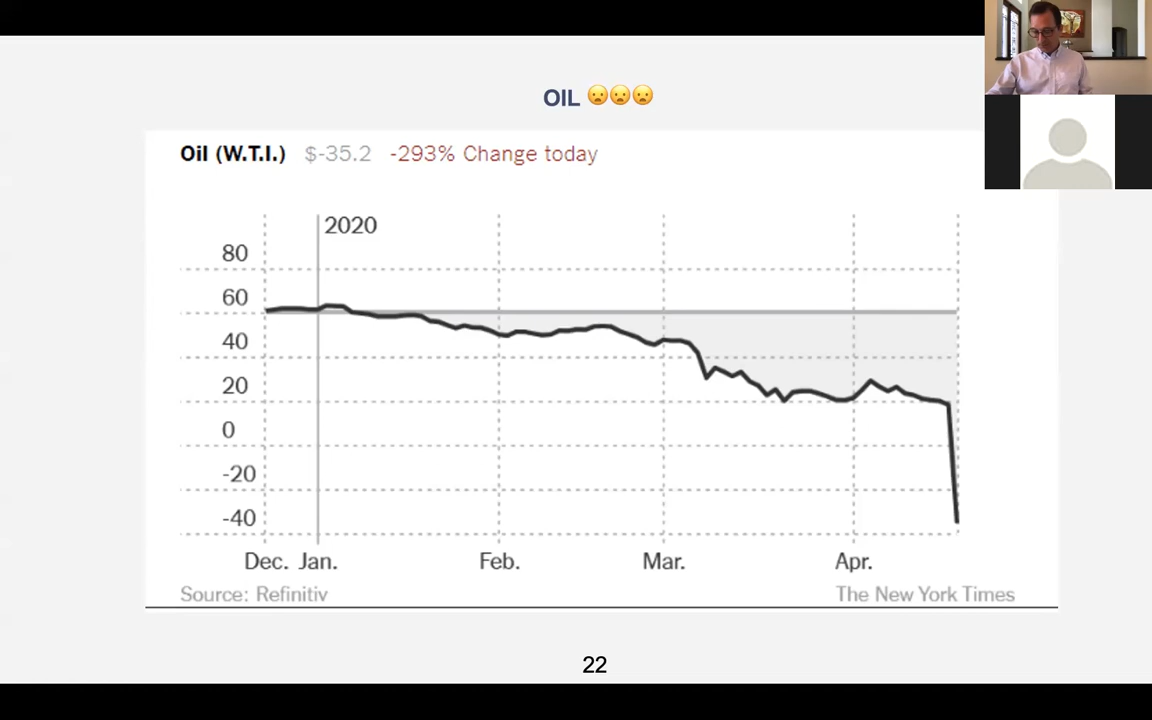 OIL 😦😦😦
Oil (W.T.I.) $-35.2 -293% Change today
2020
80
60
40
20
0
-20
-40
Dec. Jan. Feb. Mar. Apr.
Source: Refinitiv The New York Times
22